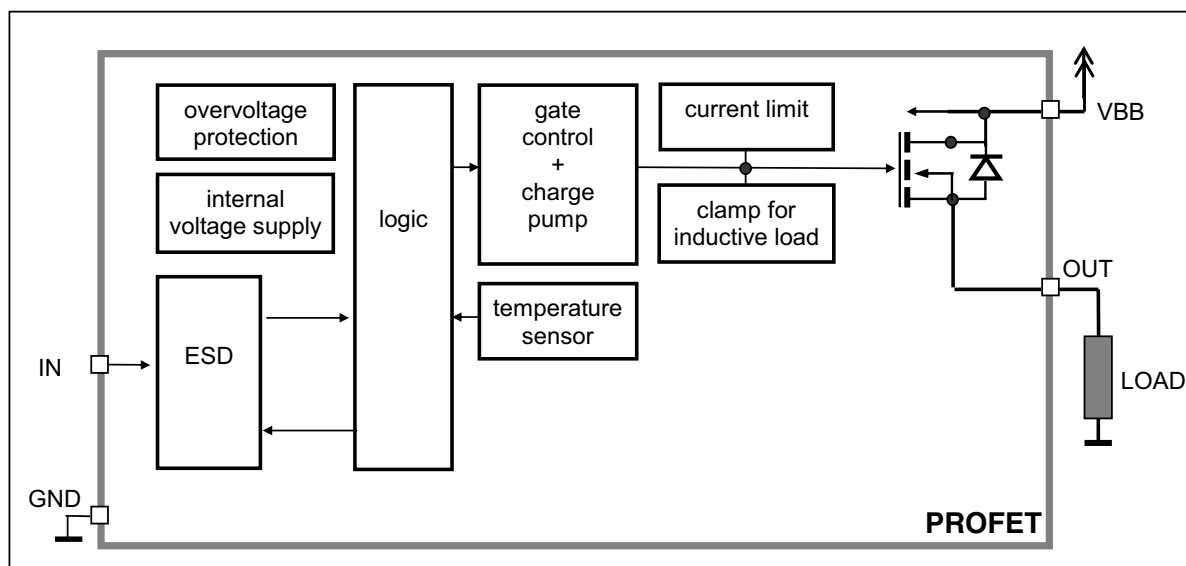 overvoltage
protection
internal
voltage supply
logic
gate
control
+
charge
pump
current limit
clamp for
inductive load
VBB
OUT
temperature
sensor
ESD
IN
LOAD
GND
PROFET